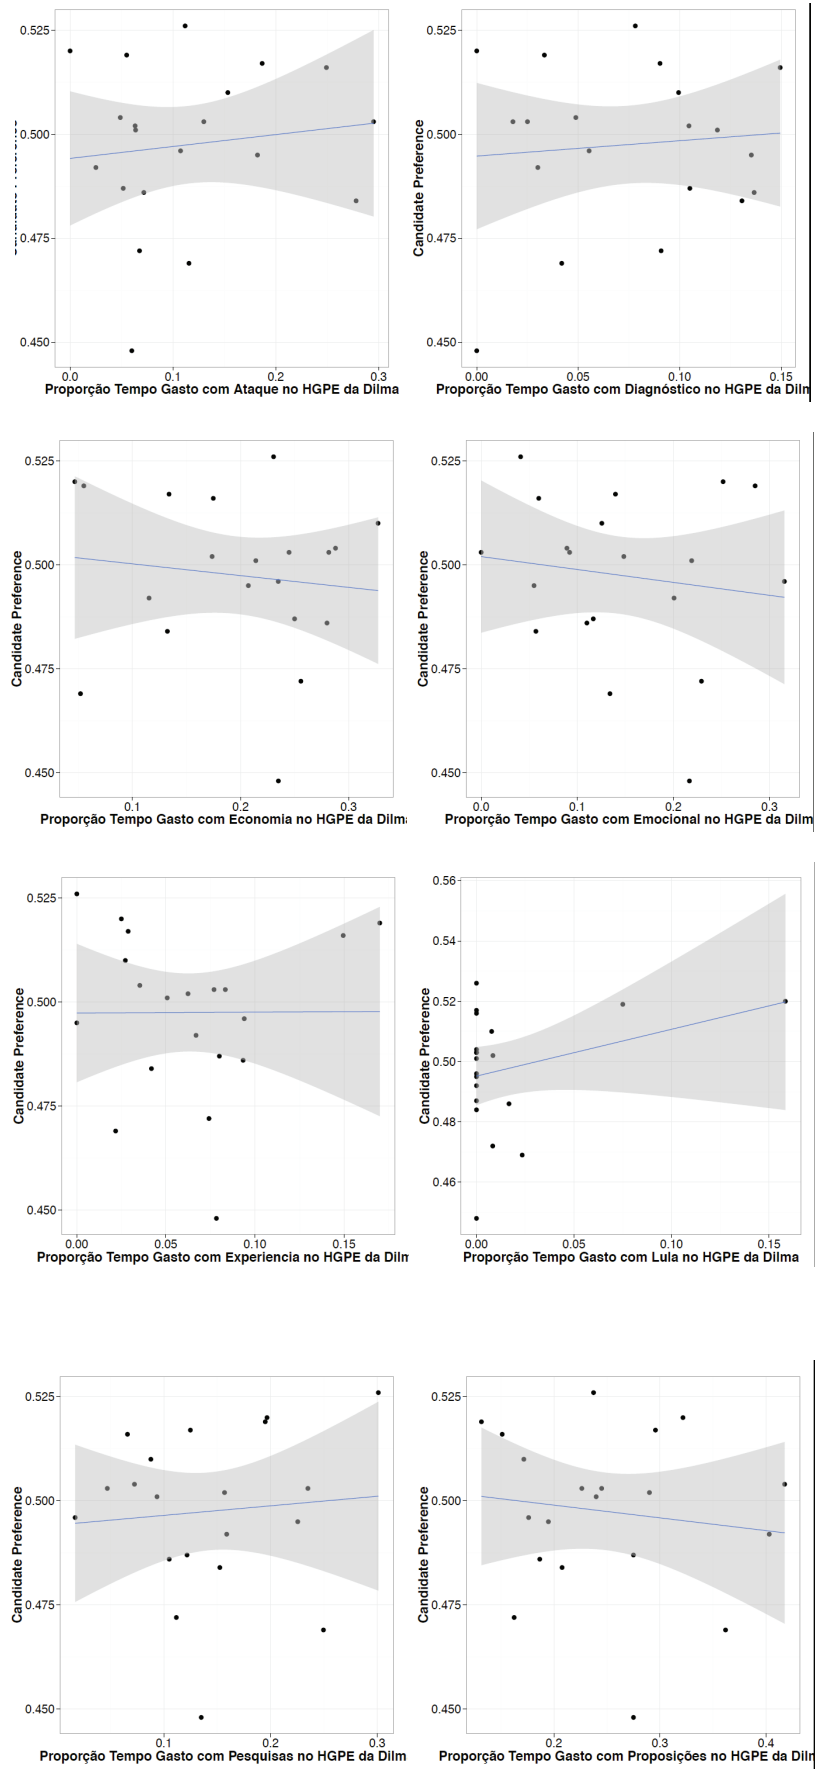 0.525
0.500
0.475
0.450
Preference
0.0 0.1 0.2 0.3
Proporção Tempo Gasto com Ataque no HGPE da Dilma
0.525
0.500
0.475
0.450
Candidate Preference
0.00 0.05 0.10 0.15
Proporção Tempo Gasto com Diagnóstico no HGPE da Dilm
0.525
0.500
0.475
0.450
Candidate Preference
0.1 0.2 0.3
Proporção Tempo Gasto com Economia no HGPE da Dilma
0.525
0.500
0.475
0.450
Candidate Preference
0.0 0.1 0.2 0.3
Proporção Tempo Gasto com Emocional no HGPE da Dilm
0.525
0.500
0.475
0.450
Candidate Preference
0.00 0.05 0.10 0.15
Proporção Tempo Gasto com Experiencia no HGPE da Dilm
0.56
0.54
0.52
0.50
0.48
0.46
Candidate Preference
0.00 0.05 0.10 0.15
Proporção Tempo Gasto com Lula no HGPE da Dilma
0.525
0.500
0.475
0.450
Candidate Preference
0.1 0.2 0.3
Proporção Tempo Gasto com Pesquisas no HGPE da Dilm
0.525
0.500
0.475
0.450
Candidate Preference
0.2 0.3 0.4
Proporção Tempo Gasto com Proposições no HGPE da Dilm